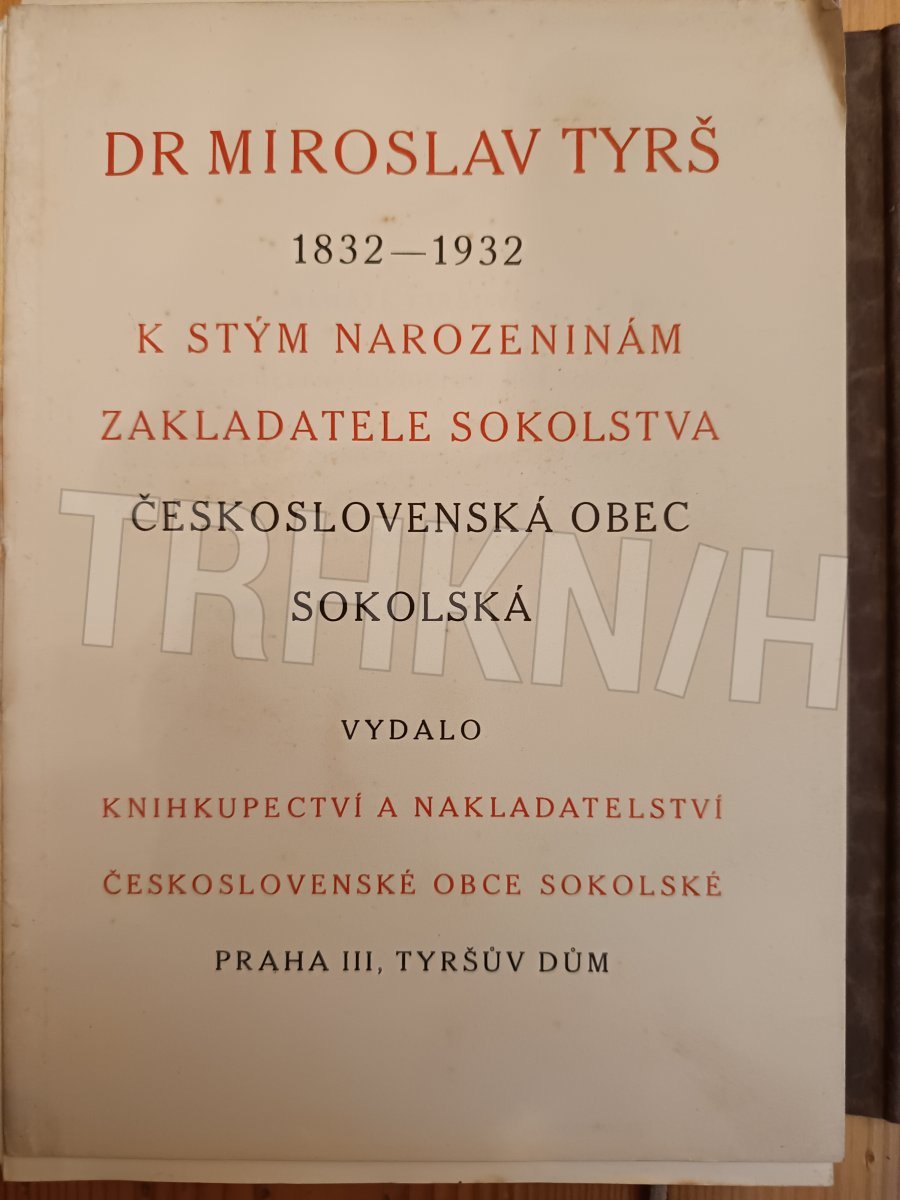 DR MIROSLAV TYRŠ
1832—1932
K STÝM NAROZENINÁM
ZAKLADATELE SOKOLSTVA
ČESKOSLOVENSKÁ OBEC
SOKOLSKÁ
TRHKNIH
VYDALO
KNIHKUPECTVÍ A NAKLADATELSTVÍ
ČESKOSLOVENSKÉ OBCE SOKOLSKÉ
PRAHA III, TYRŠŮV DŮM